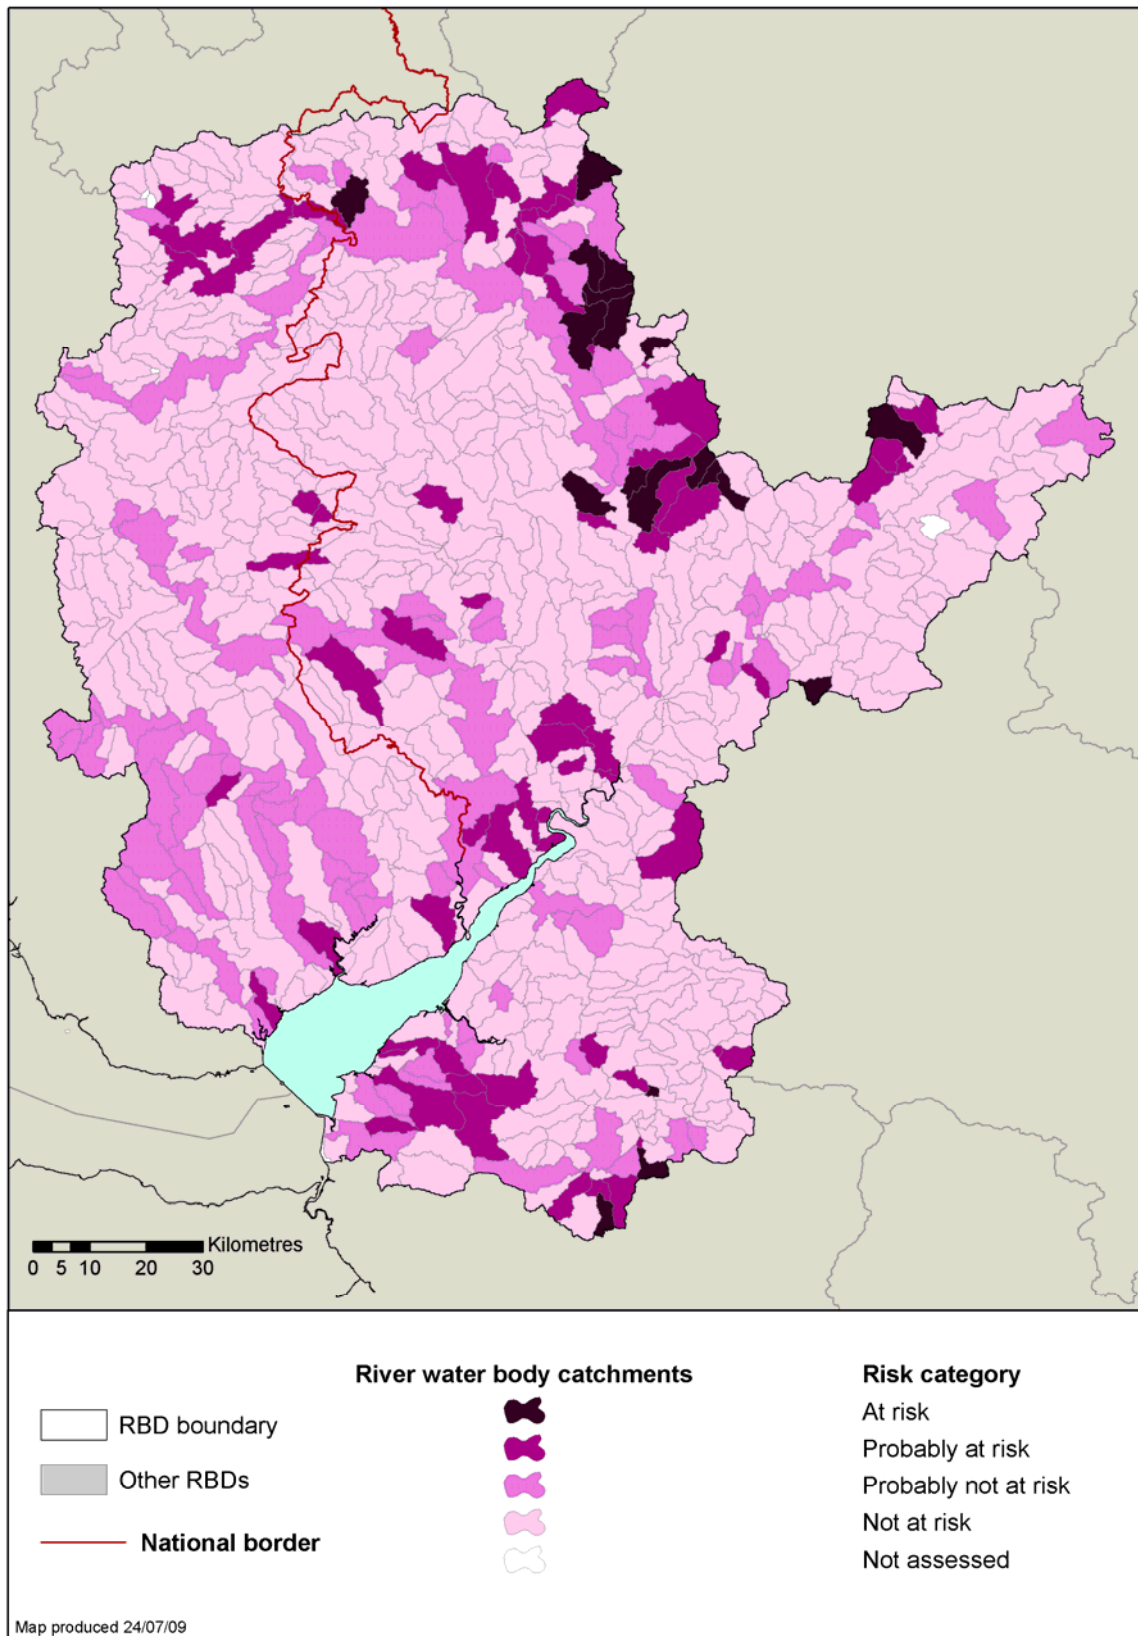 Kilometres
0 5 10 20 30
River water body catchments
Risk category
RBD boundary
Other RBDs
National border
At risk
Probably at risk
Probably not at risk
Not at risk
Not assessed
Map produced 24/07/09